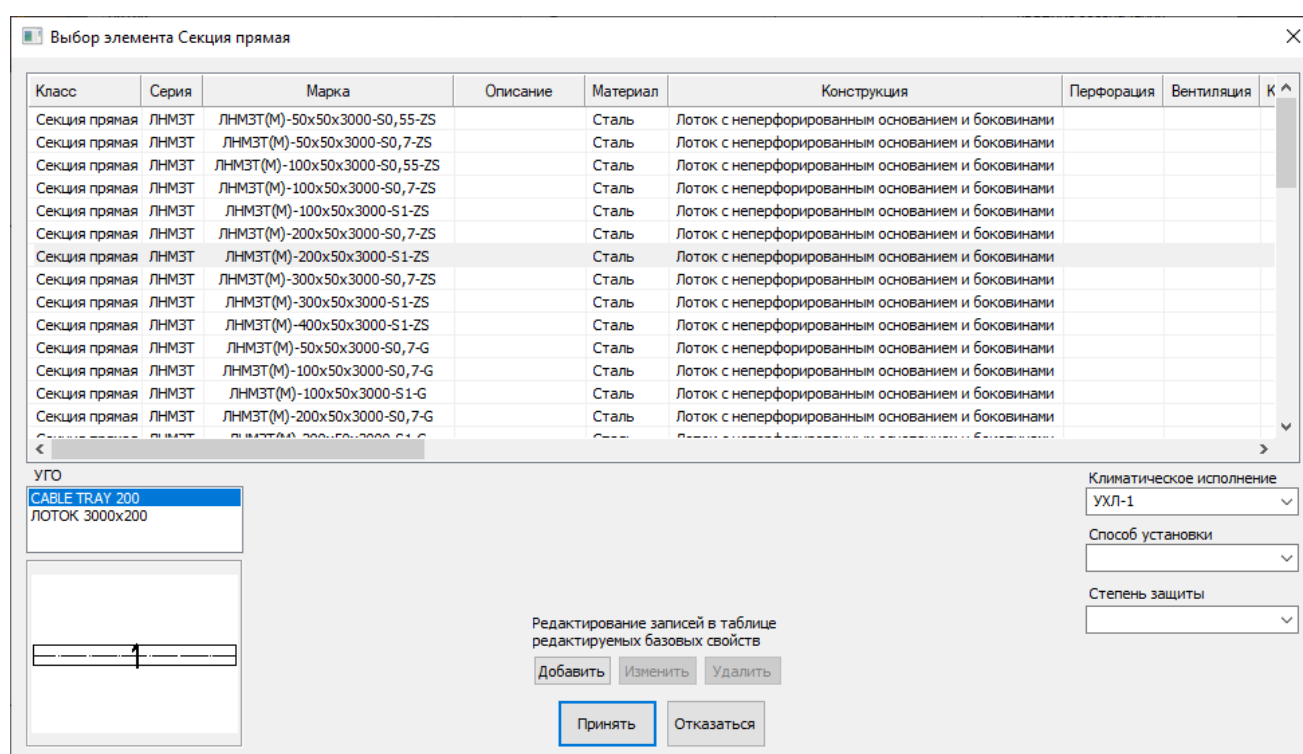 Выбор элемента Секция прямая
Класс Серия Марка Описание Материал Конструкция Перфорация Вентиляция К
Секция прямая ЛНМЗТ ЛНМЗТ(М)-50х50х3000-S0,55-ZS Сталь Лоток с неперфорированным основанием и боковинами
Секция прямая ЛНМЗТ ЛНМЗТ(М)-50х50х3000-S0,7-ZS Сталь Лоток с неперфорированным основанием и боковинами
Секция прямая ЛНМЗТ ЛНМЗТ(М)-100х50х3000-S0,55-ZS Сталь Лоток с неперфорированным основанием и боковинами
Секция прямая ЛНМЗТ ЛНМЗТ(М)-100х50х3000-S0,7-ZS Сталь Лоток с неперфорированным основанием и боковинами
Секция прямая ЛНМЗТ ЛНМЗТ(М)-100х50х3000-S1-ZS Сталь Лоток с неперфорированным основанием и боковинами
Секция прямая ЛНМЗТ ЛНМЗТ(М)-200х50х3000-S0,7-ZS Сталь Лоток с неперфорированным основанием и боковинами
Секция прямая ЛНМЗТ ЛНМЗТ(М)-200х50х3000-S1-ZS Сталь Лоток с неперфорированным основанием и боковинами
Секция прямая ЛНМЗТ ЛНМЗТ(М)-300х50х3000-S0,7-ZS Сталь Лоток с неперфорированным основанием и боковинами
Секция прямая ЛНМЗТ ЛНМЗТ(М)-300х50х3000-S1-ZS Сталь Лоток с неперфорированным основанием и боковинами
Секция прямая ЛНМЗТ ЛНМЗТ(М)-400х50х3000-S1-ZS Сталь Лоток с неперфорированным основанием и боковинами
Секция прямая ЛНМЗТ ЛНМЗТ(М)-50х50х3000-S0,7-G Сталь Лоток с неперфорированным основанием и боковинами
Секция прямая ЛНМЗТ ЛНМЗТ(М)-100х50х3000-S0,7-G Сталь Лоток с неперфорированным основанием и боковинами
Секция прямая ЛНМЗТ ЛНМЗТ(М)-100х50х3000-S1-G Сталь Лоток с неперфорированным основанием и боковинами
Секция прямая ЛНМЗТ ЛНМЗТ(М)-200х50х3000-S0,7-G Сталь Лоток с неперфорированным основанием и боковинами
УГО
CABLE TRAY 200
ЛОТОК 3000х200
Климатическое исполнение
УХЛ-1
Способ установки
Степень защиты
Редактирование записей в таблице
редактируемых базовых свойств
Добавить Изменить Удалить
Принять Отказаться
1